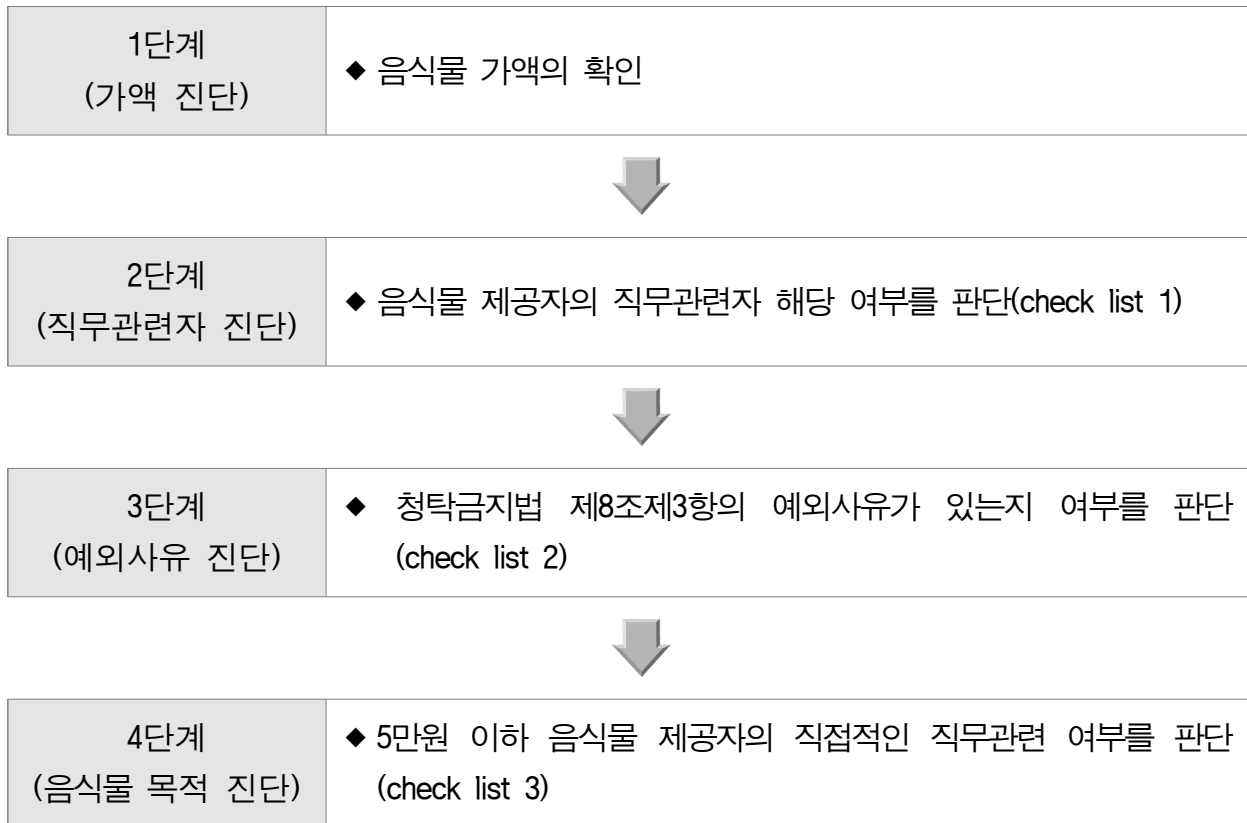 1단계
(가액 진단)
◆ 음식물 가액의 확인
2단계
(직무관련자 진단)
◆ 음식물 제공자의 직무관련자 해당 여부를 판단(check list 1)
3단계
(예외사유 진단)
◆ 청탁금지법 제8조제3항의 예외사유가 있는지 여부를 판단
(check list 2)
4단계
(음식물 목적 진단)
◆ 5만원 이하 음식물 제공자의 직접적인 직무관련 여부를 판단
(check list 3)